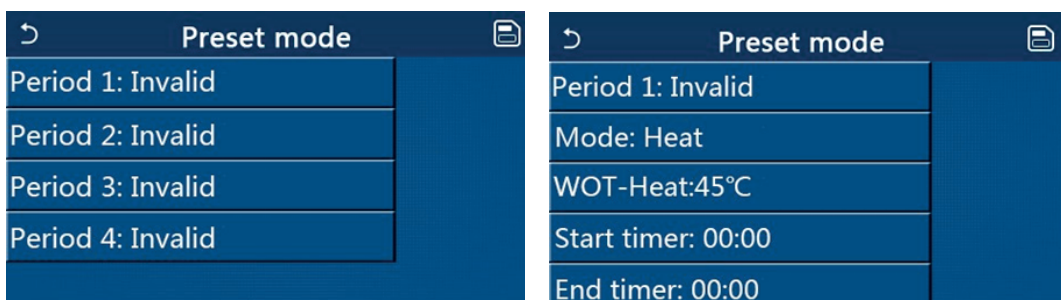 Preset mode
Period 1: Invalid
Period 2: Invalid
Period 3: Invalid
Period 4: Invalid
Preset mode
Period 1: Invalid
Mode: Heat
WOT-Heat:45℃
Start timer: 00:00
End timer: 00:00